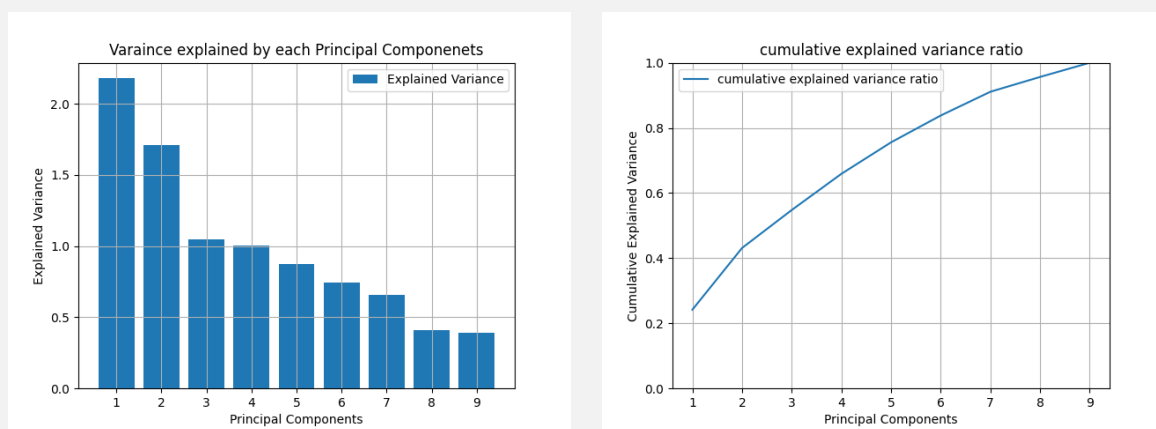 Varaince explained by each Principal Componenets
Explained Variance
Explained Variance
2.0
1.5
1.0
0.5
0.0
1 2 3 4 5 6 7 8 9
Principal Components
cumulative explained variance ratio
cumulative explained variance ratio
Cumulative Explained Variance
1.0
0.8
0.6
0.4
0.2
0.0
1 2 3 4 5 6 7 8 9
Principal Components